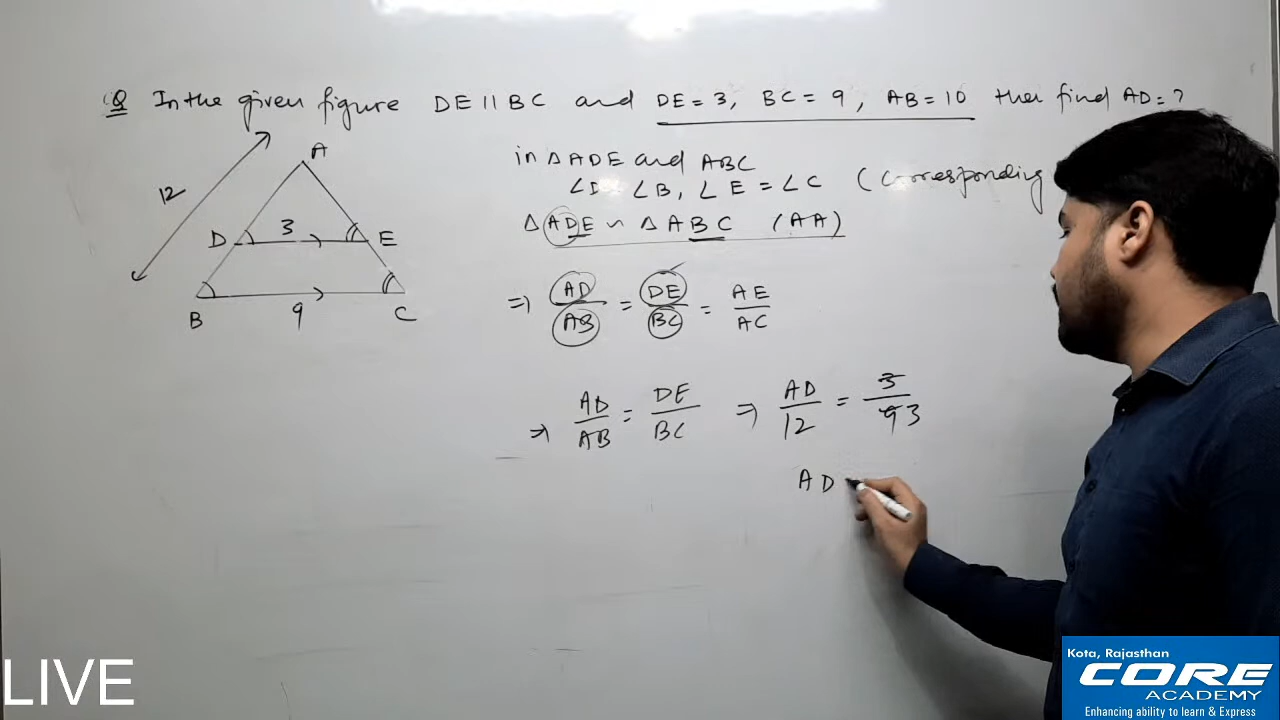 Q In the given figure DE || BC and DE = 3, BC = 9, AB = 10 then find AD = ?
12
A
D 3 E
B 9 C
in △ADE and ABC
∠D ∠B, ∠E = ∠C (Corresponding
△ADE ~ △ABC (AA)
⇒ AD/AB = DE/BC = AE/AC
⇒ AD/AB = DE/BC ⇒ AD/12 = 3/9 3
AD
LIVE
Kota, Rajasthan
CORE
ACADEMY
Enhancing ability to learn & Express